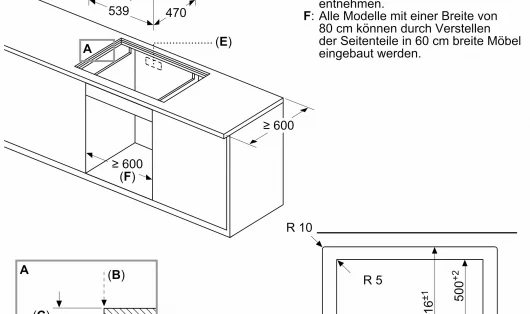 539
470
entnehmen.
F: Alle Modelle mit einer Breite von
80 cm können durch Verstellen
der Seitenteile in 60 cm breite Möbel
eingebaut werden.
(E)
A
≥ 600
≥ 600
(F)
R 10
A
(B)
R 5
16±1
500+2